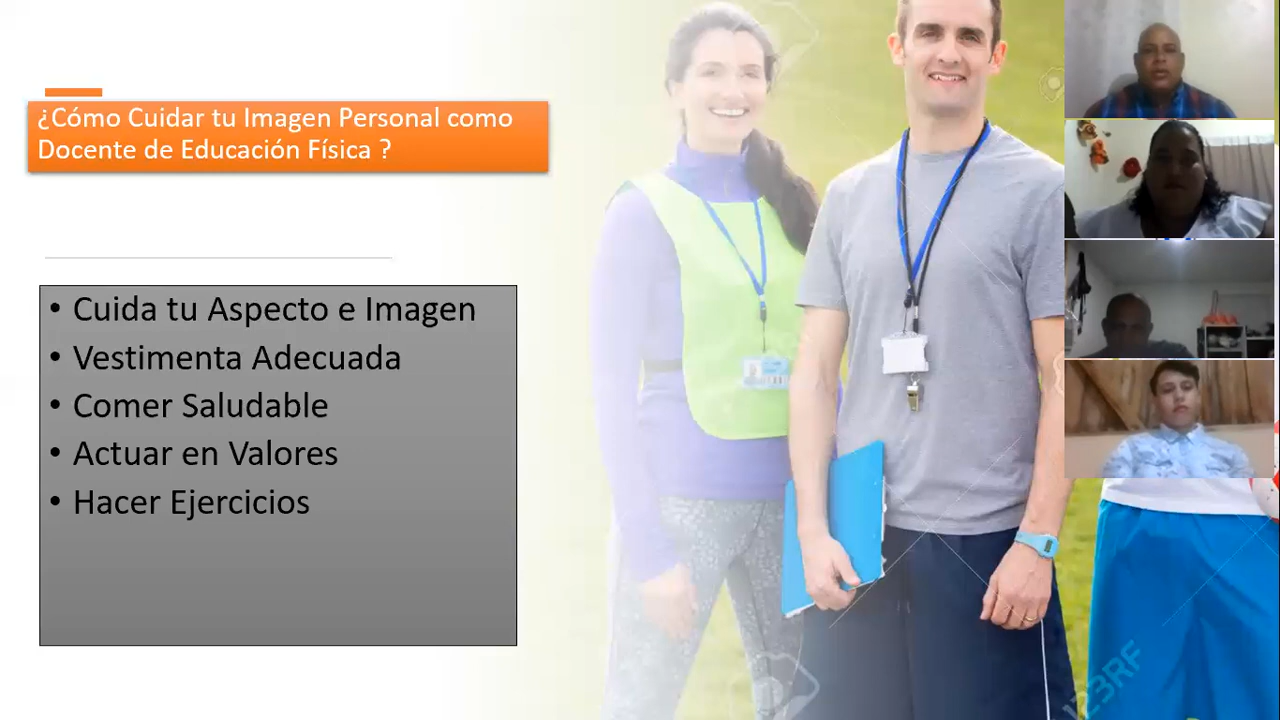 ¿Cómo Cuidar tu Imagen Personal como
Docente de Educación Física ?
• Cuida tu Aspecto e Imagen
• Vestimenta Adecuada
• Comer Saludable
• Actuar en Valores
• Hacer Ejercicios
123RF